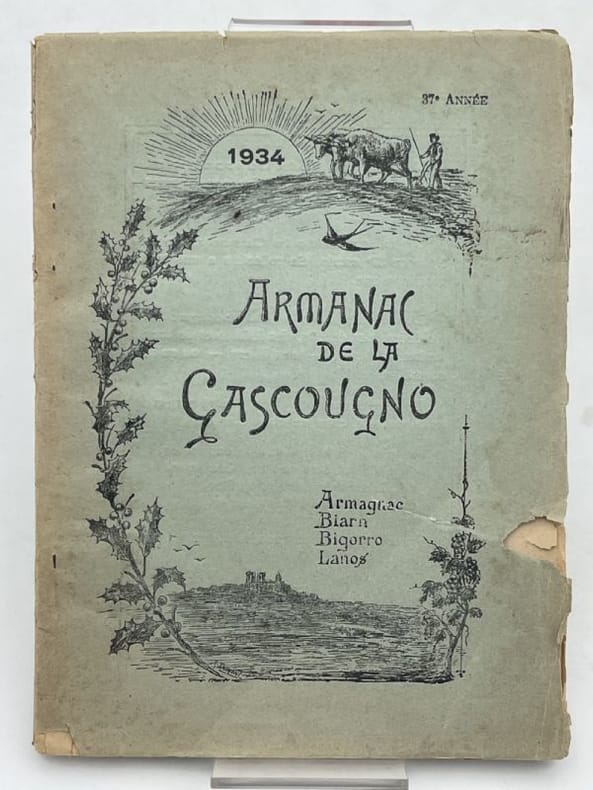 37e ANNÉE
1934
ARMANAC
DE LA
GASCOUGNO
Armagnac
Biarn
Bigorro
Lanos